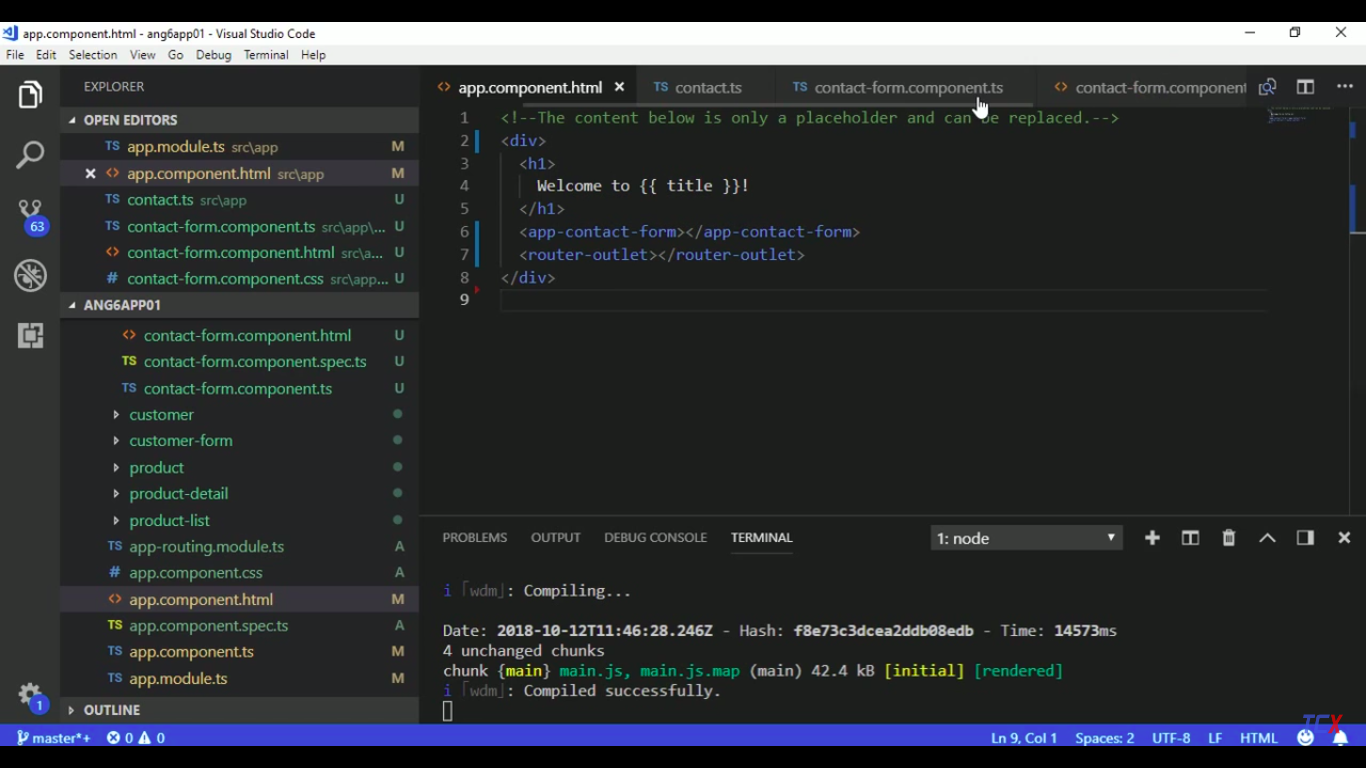 app.component.html - ang6app01 - Visual Studio Code
File Edit Selection View Go Debug Terminal Help
EXPLORER
OPEN EDITORS
TS app.module.ts src\app M
<> app.component.html src\app M
TS contact.ts src\app U
TS contact-form.component.ts src\app\... U
<> contact-form.component.html src\a... U
# contact-form.component.css src\app... U
ANG6APP01
<> contact-form.component.html U
TS contact-form.component.spec.ts U
TS contact-form.component.ts U
customer
customer-form
product
product-detail
product-list
TS app-routing.module.ts A
# app.component.css A
<> app.component.html M
TS app.component.spec.ts A
TS app.component.ts M
TS app.module.ts M
OUTLINE
63
1
<> app.component.html TS contact.ts TS contact-form.component.ts <> contact-form.component
1 <!--The content below is only a placeholder and can be replaced.-->
2 <div>
3 <h1>
4 Welcome to {{ title }}!
5 </h1>
6 <app-contact-form></app-contact-form>
7 <router-outlet></router-outlet>
8 </div>
9
PROBLEMS OUTPUT DEBUG CONSOLE TERMINAL 1: node
i 「wdm」: Compiling...
Date: 2018-10-12T11:46:28.246Z - Hash: f8e73c3dcea2ddb08edb - Time: 14573ms
4 unchanged chunks
chunk {main} main.js, main.js.map (main) 42.4 kB [initial] [rendered]
i 「wdm」: Compiled successfully.
TCX
master*+ 0 0 Ln 9, Col 1 Spaces: 2 UTF-8 LF HTML